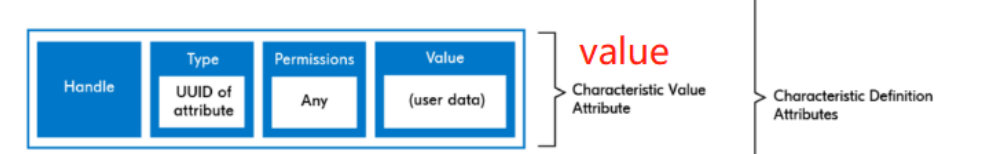 Handle
Type
UUID of
attribute
Permissions
Any
Value
(user data)
value
Characteristic Value
Attribute
Characteristic Definition
Attributes